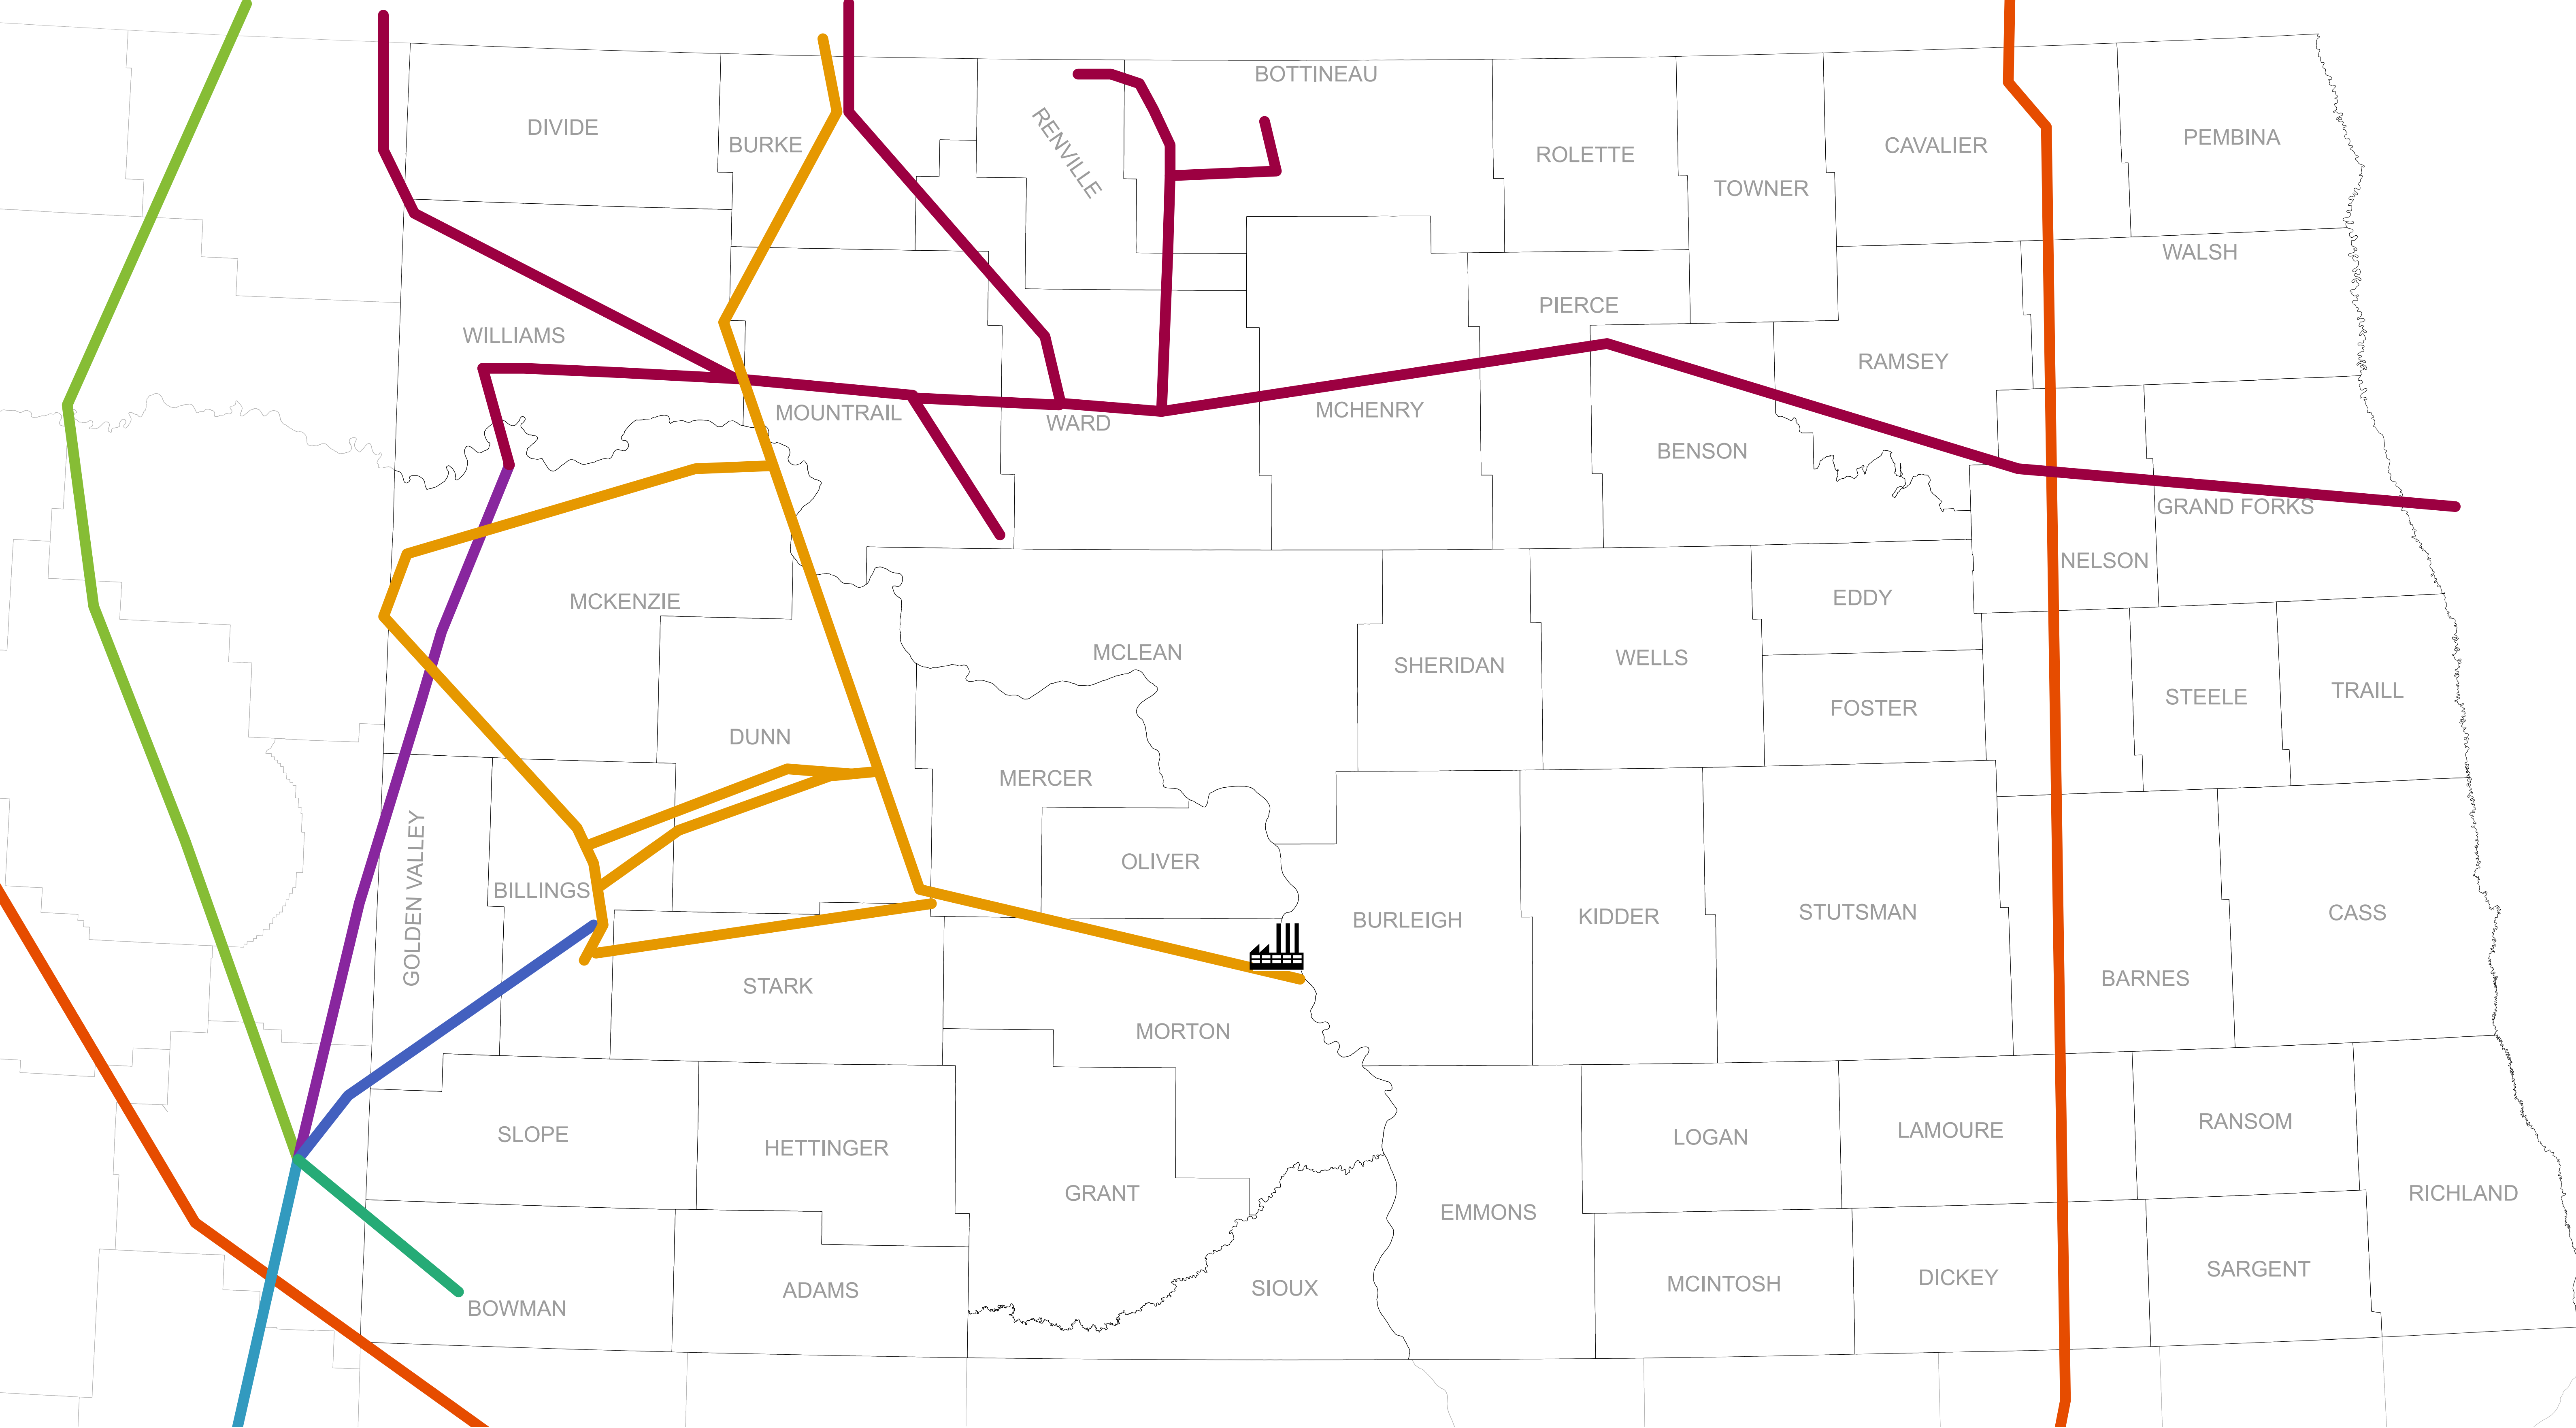 BOTTINEAU
DIVIDE
BURKE
RENVILLE
ROLETTE
TOWNER
CAVALIER
PEMBINA
WALSH
WILLIAMS
PIERCE
RAMSEY
MOUNTRAIL
WARD
MCHENRY
BENSON
GRAND FORKS
NELSON
MCKENZIE
EDDY
MCLEAN
SHERIDAN
WELLS
STEELE
TRAILL
FOSTER
DUNN
MERCER
OLIVER
GOLDEN VALLEY
BILLINGS
BURLEIGH
KIDDER
STUTSMAN
CASS
STARK
BARNES
MORTON
SLOPE
HETTINGER
LOGAN
LAMOURE
RANSOM
GRANT
EMMONS
RICHLAND
BOWMAN
ADAMS
SIOUX
MCINTOSH
DICKEY
SARGENT